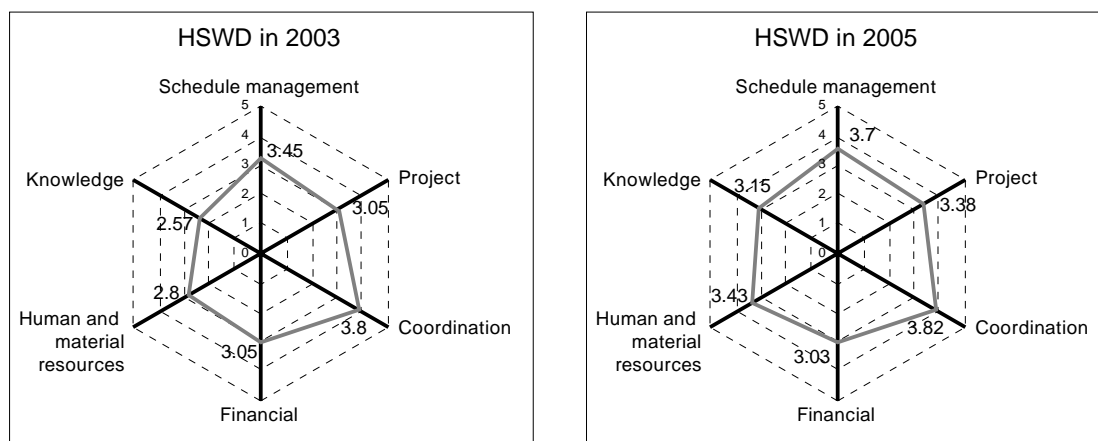 HSWD in 2003
Schedule management
5
4
3.45
3
Knowledge
Project
2
3.05
2.57
1
0
2.8
Human and
material
resources
3.8
Coordination
3.05
Financial
HSWD in 2005
Schedule management
5
4
3.7
3
Knowledge
Project
3.15
2
3.38
1
0
3.43
Human and
material
resources
3.82
Coordination
3.03
Financial